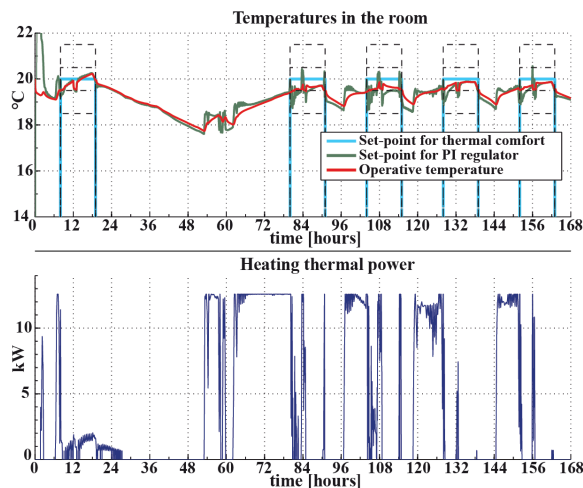 Temperatures in the room
22
20
18
16
14
°C
Set-point for thermal comfort
Set-point for PI regulator
Operative temperature
0 12 24 36 48 60 72 84 96 108 120 132 144 156 168
time [hours]
Heating thermal power
10
5
0
kW
0 12 24 36 48 60 72 84 96 108 120 132 144 156 168
time [hours]